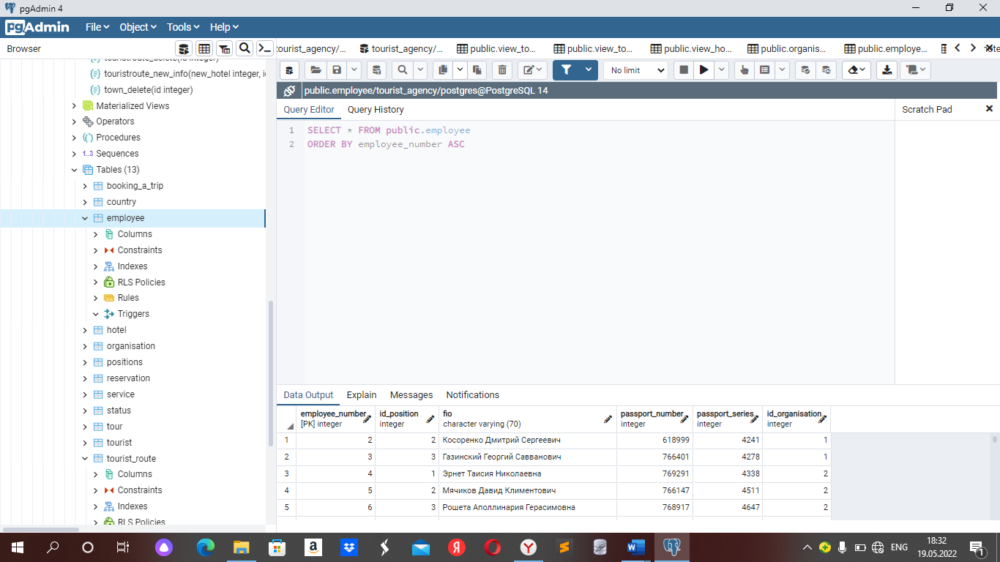 pgAdmin 4
pgAdmin File Object Tools Help
Browser
tourist_agency/... tourist_agency/... public.view_to... public.view_to... public.view_ho... public.organis... public.employe...
No limit
public.employee/tourist_agency/postgres@PostgreSQL 14
Query Editor Query History
Scratch Pad
1 SELECT * FROM public.employee
2 ORDER BY employee_number ASC
touristroute_delete(id integer)
touristroute_new_info(new_hotel integer, i
town_delete(id integer)
Materialized Views
Operators
Procedures
1..3 Sequences
Tables (13)
booking_a_trip
country
employee
Columns
Constraints
Indexes
RLS Policies
Rules
Triggers
hotel
organisation
positions
reservation
service
status
tour
tourist
tourist_route
Columns
Constraints
Indexes
RLS Policies
Data Output Explain Messages Notifications
employee_number id_position fio passport_number passport_series id_organisation
[PK] integer integer character varying (70) integer integer integer
1 2 2 Косоренко Дмитрий Сергеевич 618999 4241 1
2 3 3 Газинский Георгий Савванович 766401 4278 1
3 4 1 Эрнет Таисия Николаевна 769291 4338 2
4 5 2 Мячиков Давид Климентович 766147 4511 2
5 6 3 Рошета Аполлинария Герасимовна 768917 4647 2
ENG
18:32
19.05.2022
1